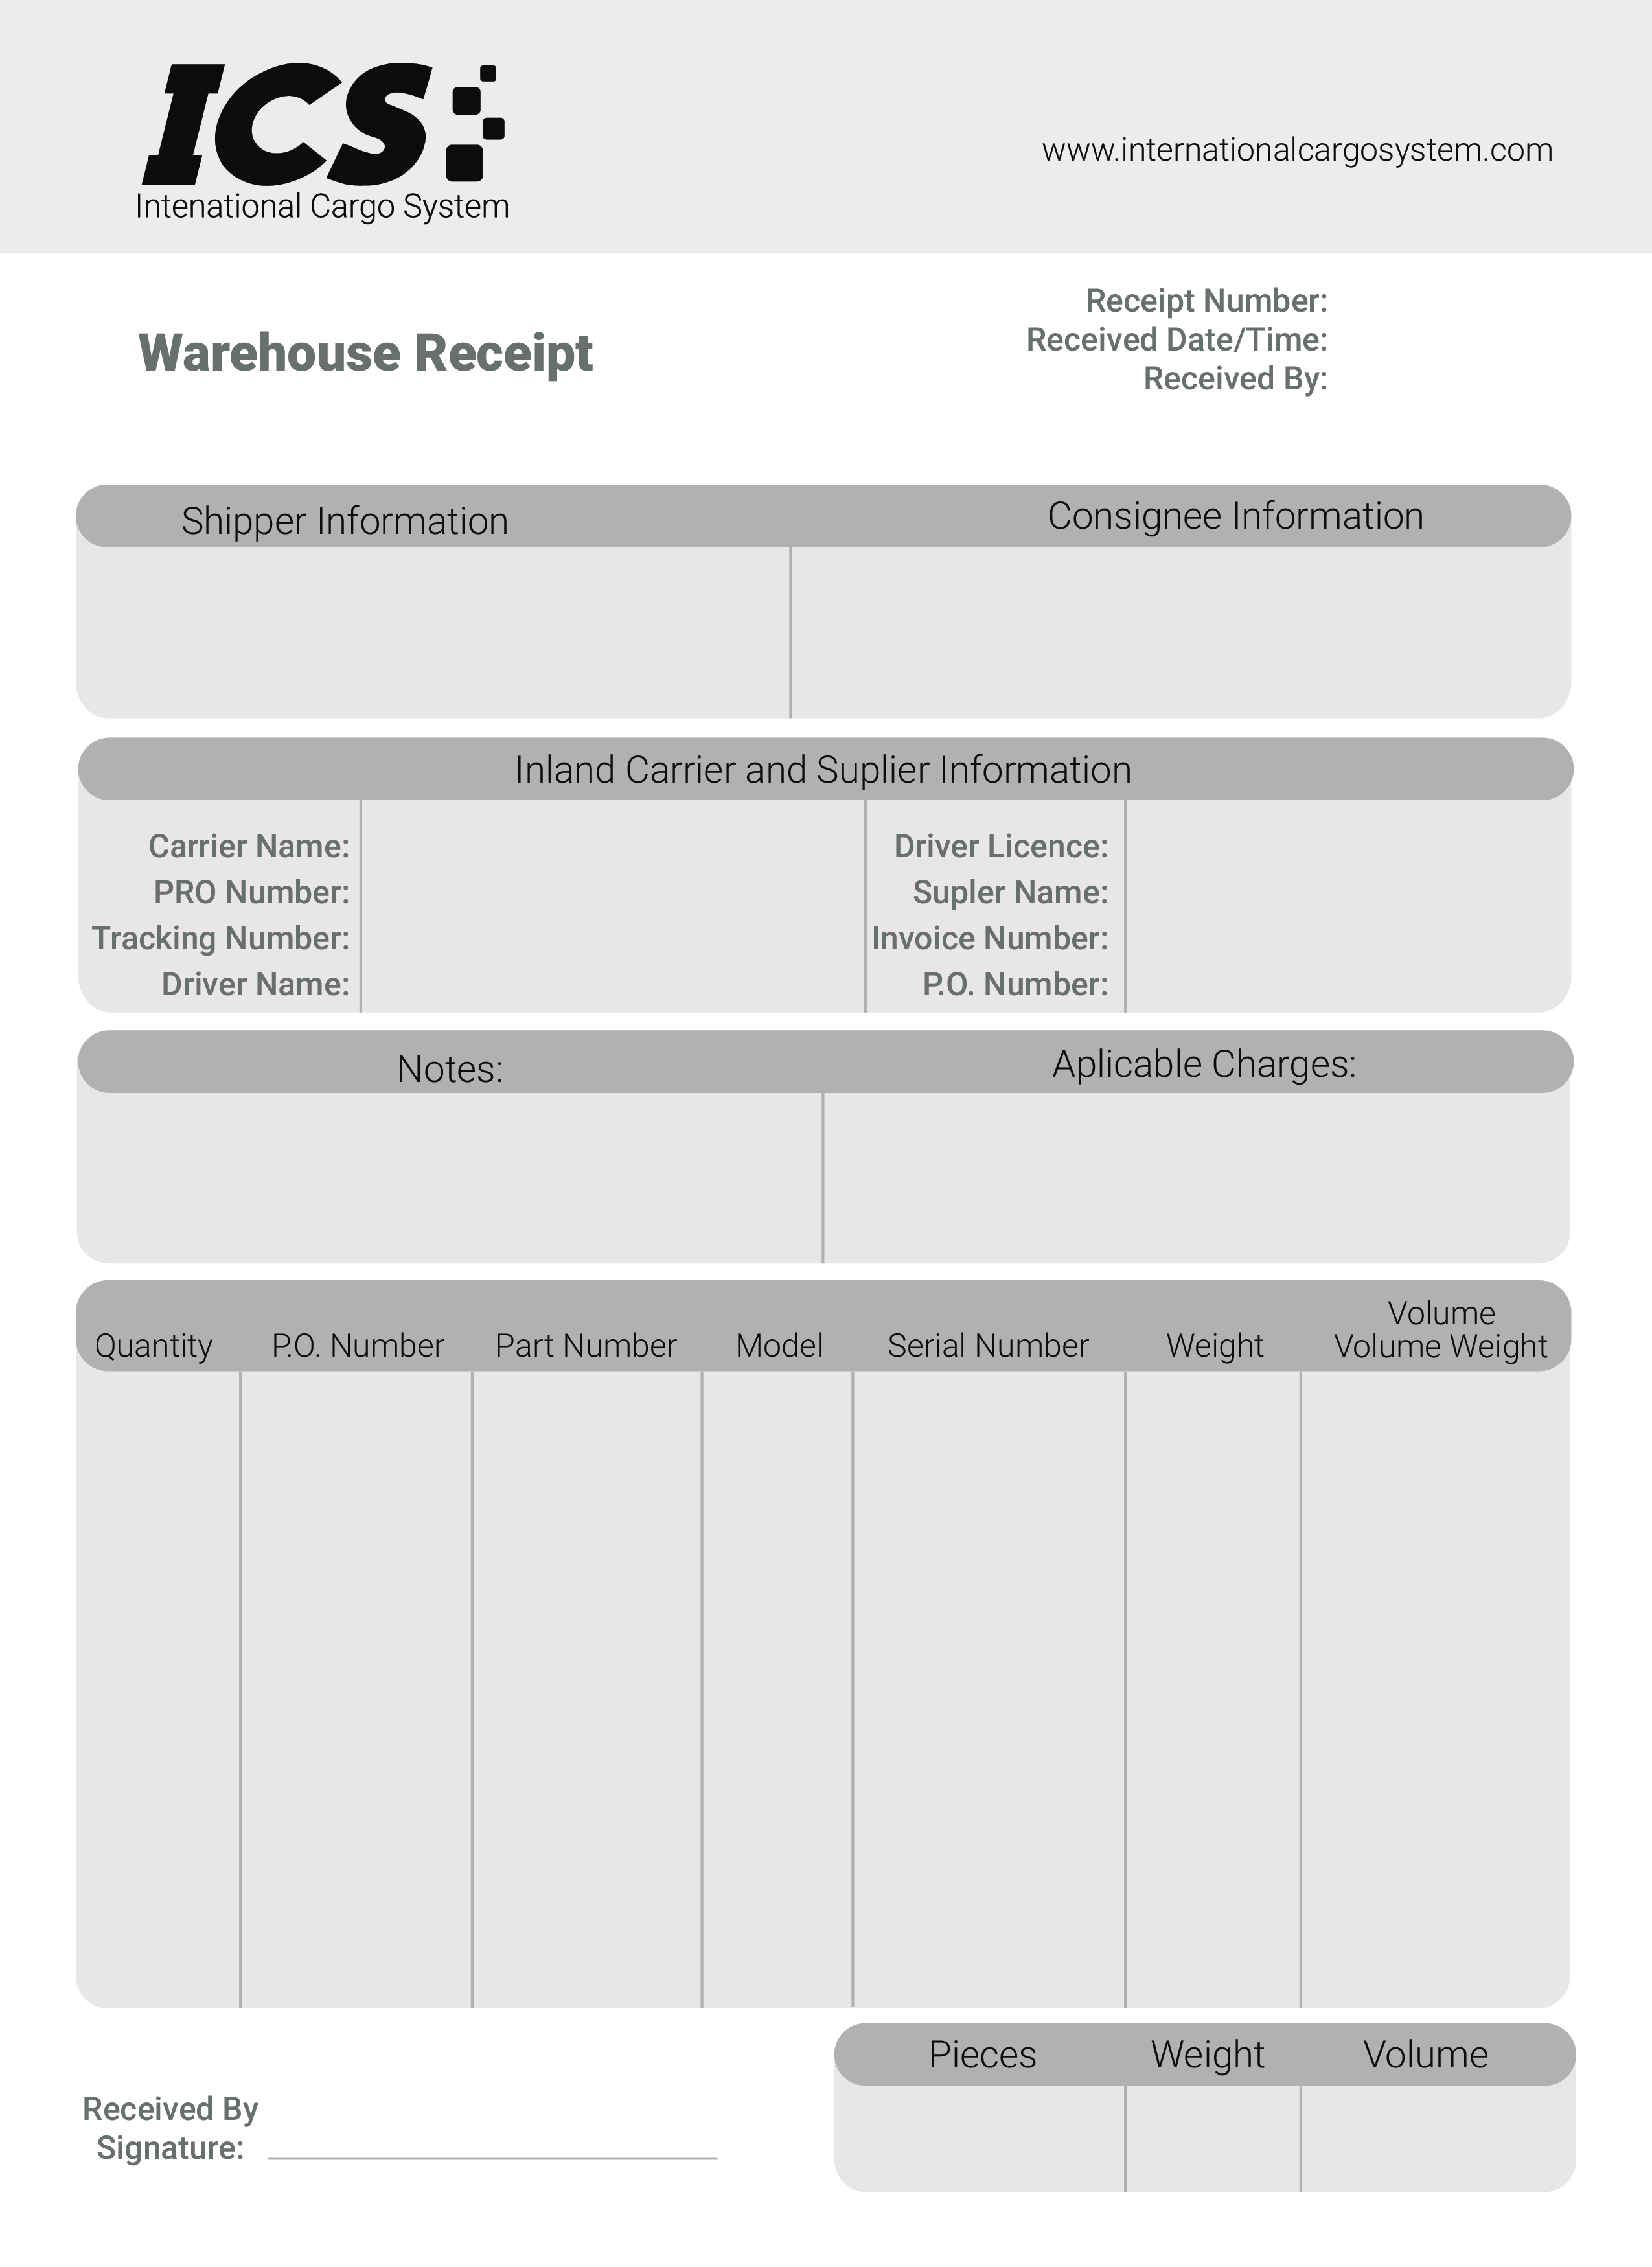 ICS
Intenational Cargo System
www.internationalcargosystem.com
Warehouse Receipt
Receipt Number:
Received Date/Time:
Received By:
Shipper Information
Consignee Information
Inland Carrier and Suplier Information
Carrier Name:
PRO Number:
Tracking Number:
Driver Name:
Driver Licence:
Supler Name:
Invoice Number:
P.O. Number:
Notes:
Aplicable Charges:
Quantity
P.O. Number
Part Number
Model
Serial Number
Weight
Volume
Volume Weight
Pieces
Weight
Volume
Received By
Signature: